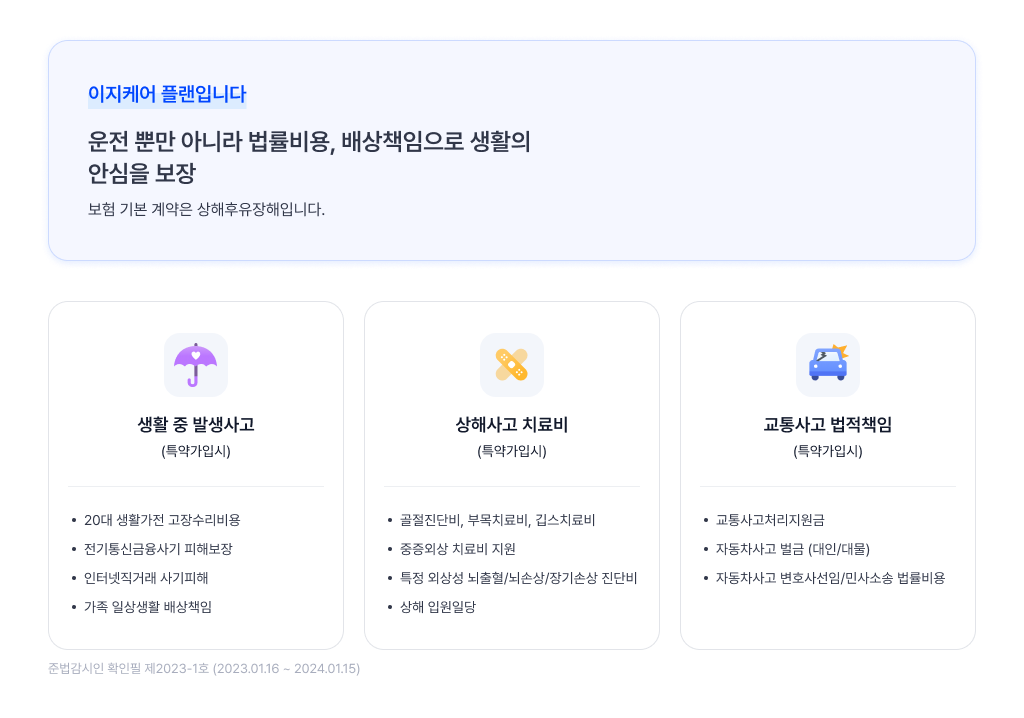 이지케어 플랜입니다
운전 뿐만 아니라 법률비용, 배상책임으로 생활의
안심을 보장
보험 기본 계약은 상해후유장해입니다.
생활 중 발생사고
(특약가입시)
• 20대 생활가전 고장수리비용
• 전기통신금융사기 피해보장
• 인터넷직거래 사기피해
• 가족 일상생활 배상책임
상해사고 치료비
(특약가입시)
• 골절진단비, 부목치료비, 깁스치료비
• 중증외상 치료비 지원
• 특정 외상성 뇌출혈/뇌손상/장기손상 진단비
• 상해 입원일당
교통사고 법적책임
(특약가입시)
• 교통사고처리지원금
• 자동차사고 벌금 (대인/대물)
• 자동차사고 변호사선임/민사소송 법률비용
준법감시인 확인필 제2023-1호 (2023.01.16 ~ 2024.01.15)